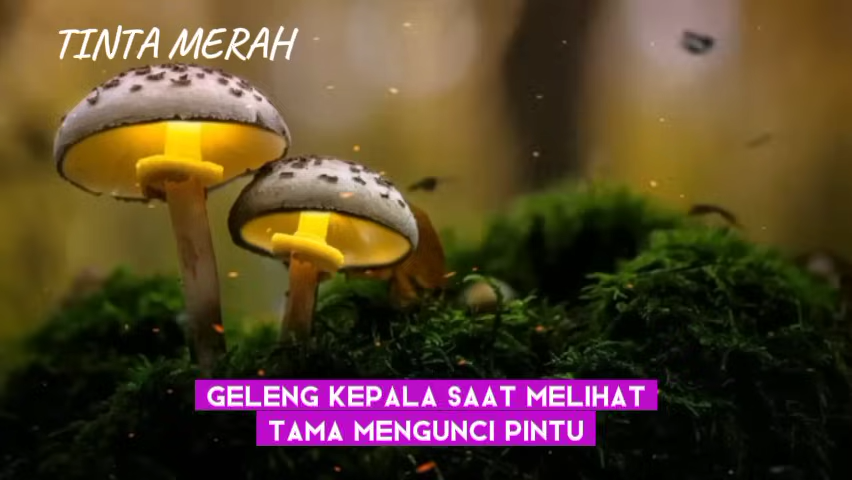 TINTA MERAH
GELENG KEPALA SAAT MELIHAT
TAMA MENGUNCI PINTU